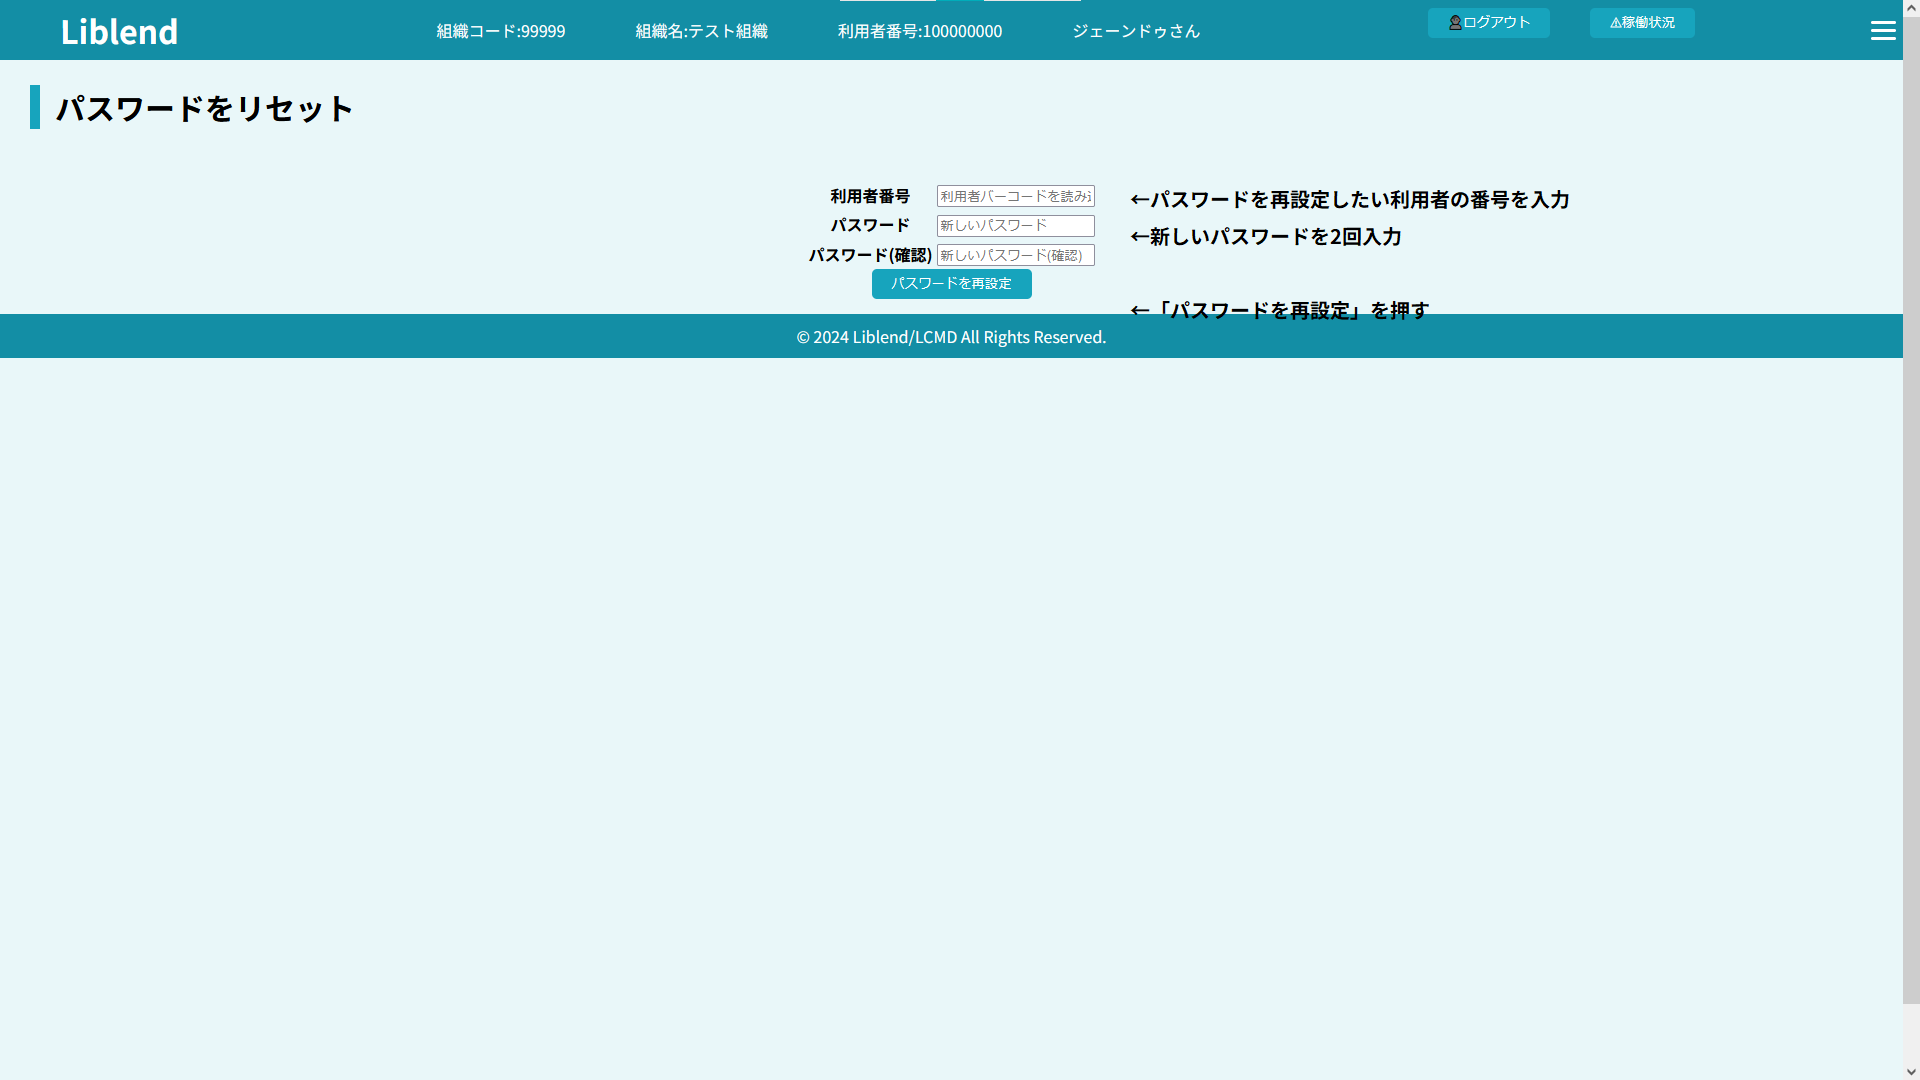 Liblend
組織コード:99999
組織名:テスト組織
利用者番号:100000000
ジェーンドゥさん
ログアウト
⚠稼働状況
パスワードをリセット
利用者番号
利用者バーコードを読み
←パスワードを再設定したい利用者の番号を入力
パスワード
新しいパスワード
←新しいパスワードを2回入力
パスワード(確認)
新しいパスワード(確認)
パスワードを再設定
←「パスワードを再設定」を押す
© 2024 Liblend/LCMD All Rights Reserved.